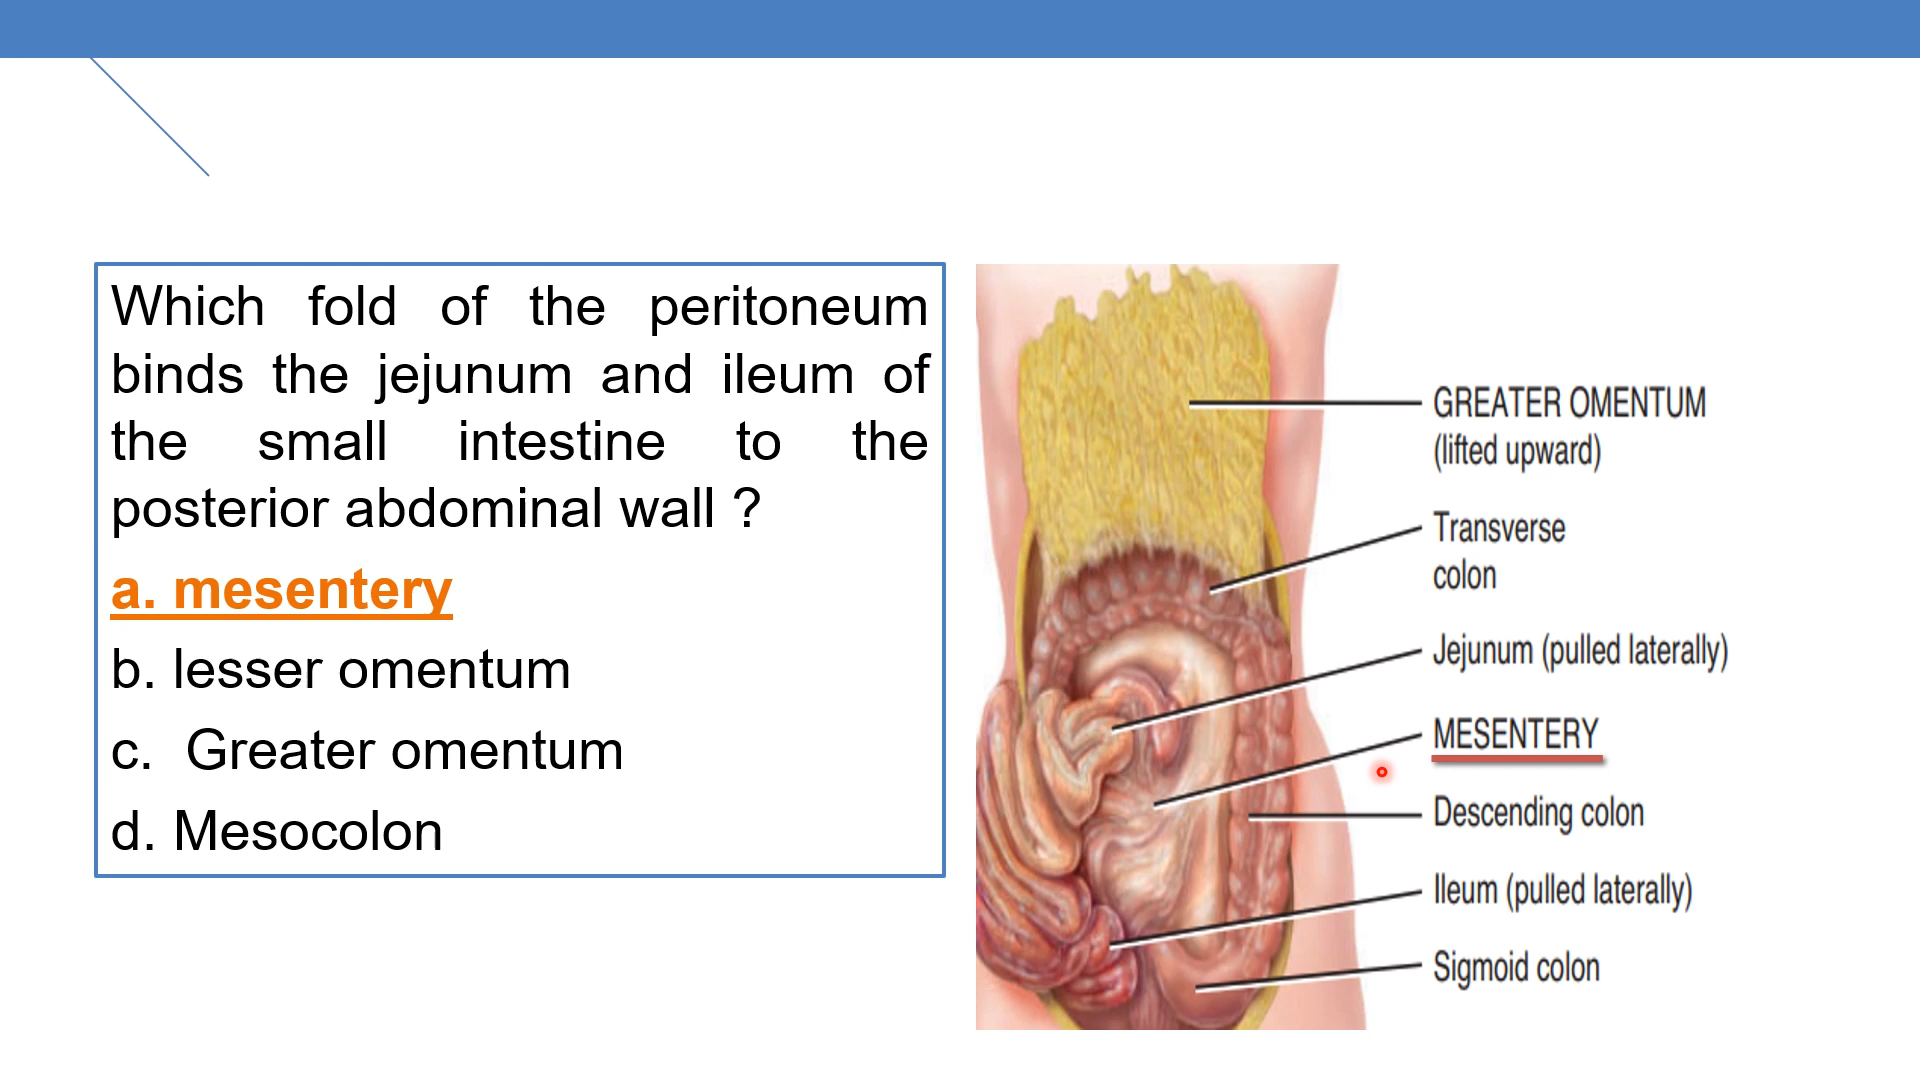 Which fold of the peritoneum
binds the jejunum and ileum of
the small intestine to the
posterior abdominal wall ?
a. mesentery
b. lesser omentum
c. Greater omentum
d. Mesocolon
GREATER OMENTUM
(lifted upward)
Transverse
colon
Jejunum (pulled laterally)
MESENTERY
Descending colon
Ileum (pulled laterally)
Sigmoid colon